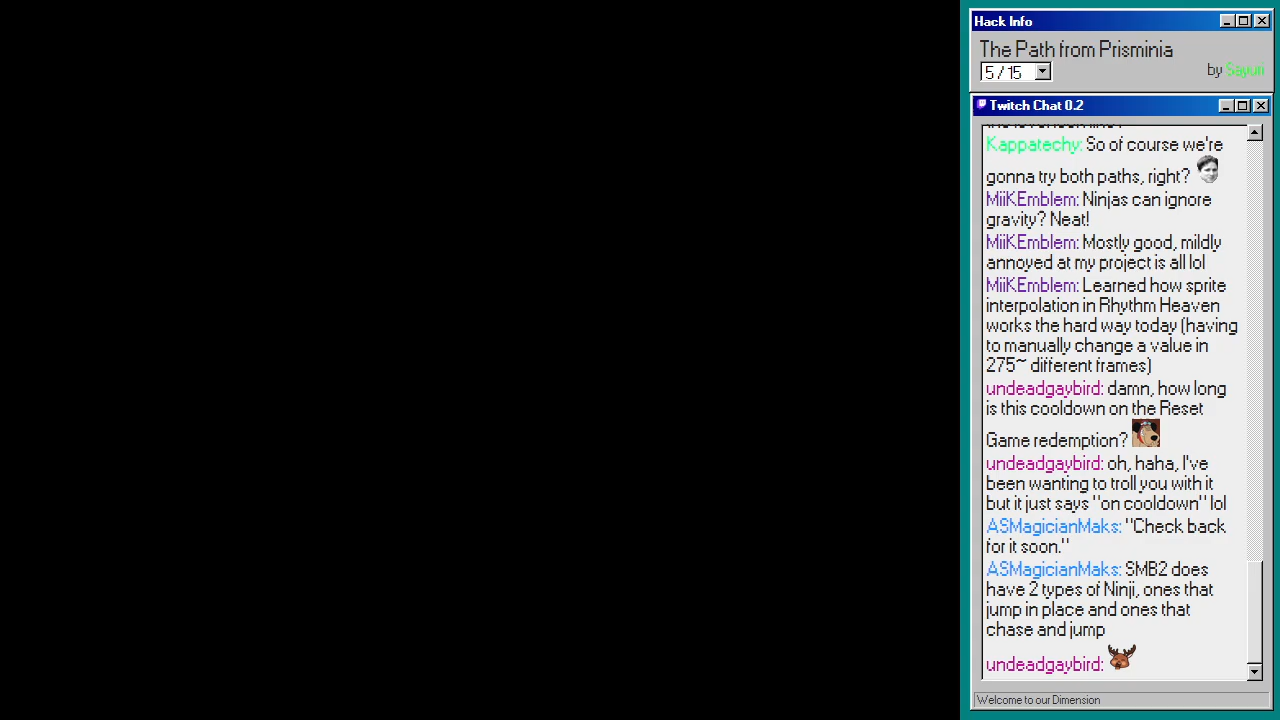 Hack Info
The Path from Prisminia
5 / 15
by Sayuri
Twitch Chat 0.2
Kappatechy: So of course we're
gonna try both paths, right?
MiiKEmblem: Ninjas can ignore
gravity? Neat!
MiiKEmblem: Mostly good, mildly
annoyed at my project is all lol
MiiKEmblem: Learned how sprite
interpolation in Rhythm Heaven
works the hard way today (having
to manually change a value in
275~ different frames)
undeadgaybird: damn, how long
is this cooldown on the Reset
Game redemption?
undeadgaybird: oh, haha, I've
been wanting to troll you with it
but it just says "on cooldown" lol
ASMagicianMaks: "Check back
for it soon."
ASMagicianMaks: SMB2 does
have 2 types of Ninji, ones that
jump in place and ones that
chase and jump
undeadgaybird:
Welcome to our Dimension